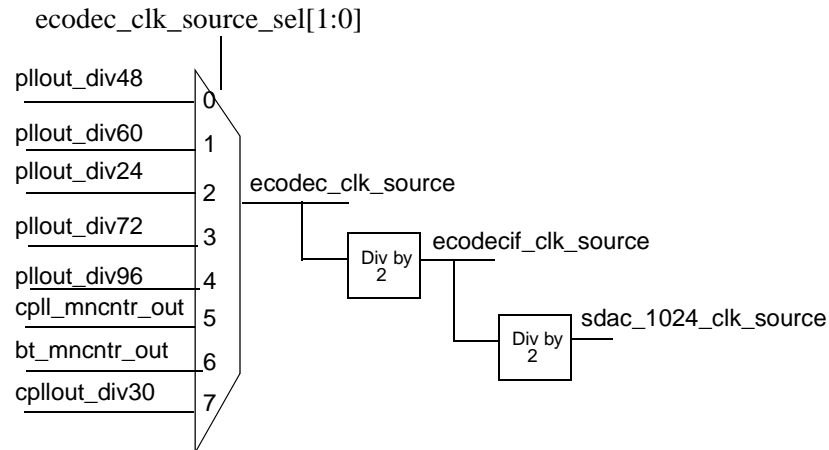 ecodec_clk_source_sel[1:0]
pllout_div48
0
pllout_div60
1
pllout_div24
2
ecodec_clk_source
pllout_div72
3
Div by
2
ecodecif_clk_source
pllout_div96
4
cpll_mncntr_out
5
Div by
2
sdac_1024_clk_source
bt_mncntr_out
6
cpllout_div30
7